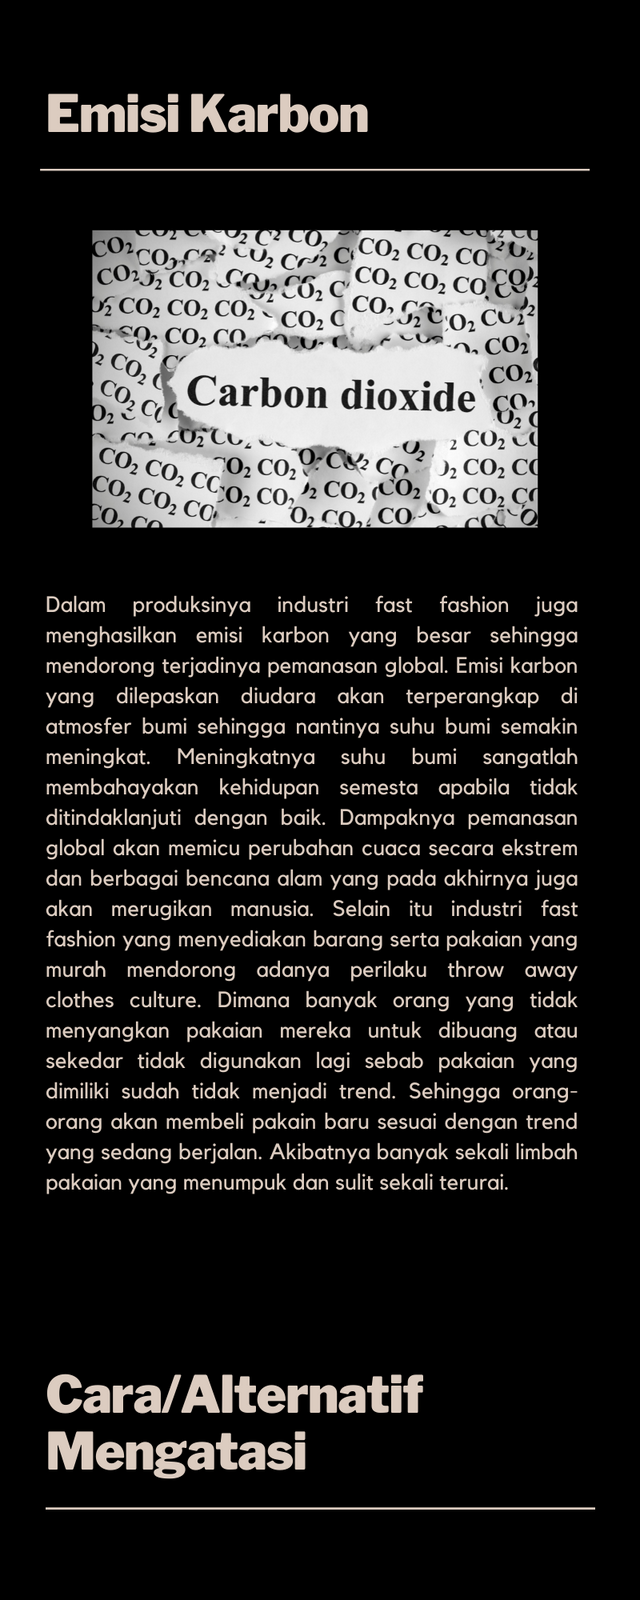 Emisi Karbon
Carbon dioxide
Dalam produksinya industri fast fashion juga
menghasilkan emisi karbon yang besar sehingga
mendorong terjadinya pemanasan global. Emisi karbon
yang dilepaskan diudara akan terperangkap di
atmosfer bumi sehingga nantinya suhu bumi semakin
meningkat. Meningkatnya suhu bumi sangatlah
membahayakan kehidupan semesta apabila tidak
ditindaklanjuti dengan baik. Dampaknya pemanasan
global akan memicu perubahan cuaca secara ekstrem
dan berbagai bencana alam yang pada akhirnya juga
akan merugikan manusia. Selain itu industri fast
fashion yang menyediakan barang serta pakaian yang
murah mendorong adanya perilaku throw away
clothes culture. Dimana banyak orang yang tidak
menyangkan pakaian mereka untuk dibuang atau
sekedar tidak digunakan lagi sebab pakaian yang
dimiliki sudah tidak menjadi trend. Sehingga orang-
orang akan membeli pakain baru sesuai dengan trend
yang sedang berjalan. Akibatnya banyak sekali limbah
pakaian yang menumpuk dan sulit sekali terurai.
Cara/Alternatif
Mengatasi